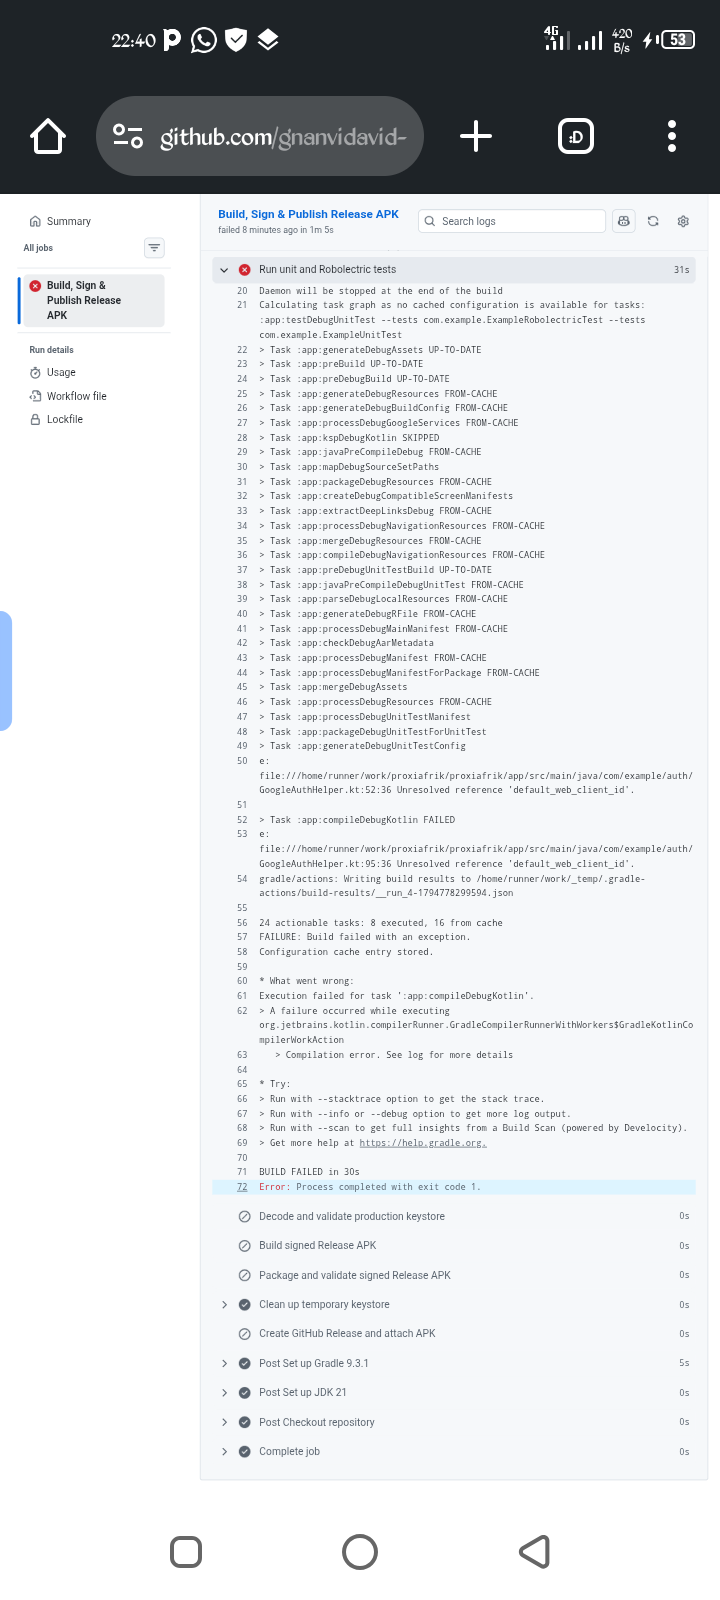 22:40
4G
420 B/s
53
github.com/gnanvidavid-
:D
Summary
All jobs
Build, Sign &
Publish Release
APK
Run details
Usage
Workflow file
Lockfile
Build, Sign & Publish Release APK
failed 8 minutes ago in 1m 5s
Search logs
Run unit and Robolectric tests 31s
20 Daemon will be stopped at the end of the build
21 Calculating task graph as no cached configuration is available for tasks:
:app:testDebugUnitTest --tests com.example.ExampleRobolectricTest --tests
com.example.ExampleUnitTest
22 > Task :app:generateDebugAssets UP-TO-DATE
23 > Task :app:preBuild UP-TO-DATE
24 > Task :app:preDebugBuild UP-TO-DATE
25 > Task :app:generateDebugResources FROM-CACHE
26 > Task :app:generateDebugBuildConfig FROM-CACHE
27 > Task :app:processDebugGoogleServices FROM-CACHE
28 > Task :app:kspDebugKotlin SKIPPED
29 > Task :app:javaPreCompileDebug FROM-CACHE
30 > Task :app:mapDebugSourceSetPaths
31 > Task :app:packageDebugResources FROM-CACHE
32 > Task :app:createDebugCompatibleScreenManifests
33 > Task :app:extractDeepLinksDebug FROM-CACHE
34 > Task :app:processDebugNavigationResources FROM-CACHE
35 > Task :app:mergeDebugResources FROM-CACHE
36 > Task :app:compileDebugNavigationResources FROM-CACHE
37 > Task :app:preDebugUnitTestBuild UP-TO-DATE
38 > Task :app:javaPreCompileDebugUnitTest FROM-CACHE
39 > Task :app:parseDebugLocalResources FROM-CACHE
40 > Task :app:generateDebugRFile FROM-CACHE
41 > Task :app:processDebugMainManifest FROM-CACHE
42 > Task :app:checkDebugAarMetadata
43 > Task :app:processDebugManifest FROM-CACHE
44 > Task :app:processDebugManifestForPackage FROM-CACHE
45 > Task :app:mergeDebugAssets
46 > Task :app:processDebugResources FROM-CACHE
47 > Task :app:processDebugUnitTestManifest
48 > Task :app:packageDebugUnitTestForUnitTest
49 > Task :app:generateDebugUnitTestConfig
50 e:
file:///home/runner/work/proxiafrik/proxiafrik/app/src/main/java/com/example/auth/
GoogleAuthHelper.kt:52:36 Unresolved reference 'default_web_client_id'.
51
52 > Task :app:compileDebugKotlin FAILED
53 e:
file:///home/runner/work/proxiafrik/proxiafrik/app/src/main/java/com/example/auth/
GoogleAuthHelper.kt:95:36 Unresolved reference 'default_web_client_id'.
54 gradle/actions: Writing build results to /home/runner/work/_temp/.gradle-
actions/build-results/__run_4-1794778299594.json
55
56 24 actionable tasks: 8 executed, 16 from cache
57 FAILURE: Build failed with an exception.
58 Configuration cache entry stored.
59
60 * What went wrong:
61 Execution failed for task ':app:compileDebugKotlin'.
62 > A failure occurred while executing
org.jetbrains.kotlin.compilerRunner.GradleCompilerRunnerWithWorkers$GradleKotlinCo
mpilerWorkAction
63 > Compilation error. See log for more details
64
65 * Try:
66 > Run with --stacktrace option to get the stack trace.
67 > Run with --info or --debug option to get more log output.
68 > Run with --scan to get full insights from a Build Scan (powered by Develocity).
69 > Get more help at https://help.gradle.org.
70
71 BUILD FAILED in 30s
72 Error: Process completed with exit code 1.
Decode and validate production keystore 0s
Build signed Release APK 0s
Package and validate signed Release APK 0s
Clean up temporary keystore 0s
Create GitHub Release and attach APK 0s
Post Set up Gradle 9.3.1 5s
Post Set up JDK 21 0s
Post Checkout repository 0s
Complete job 0s